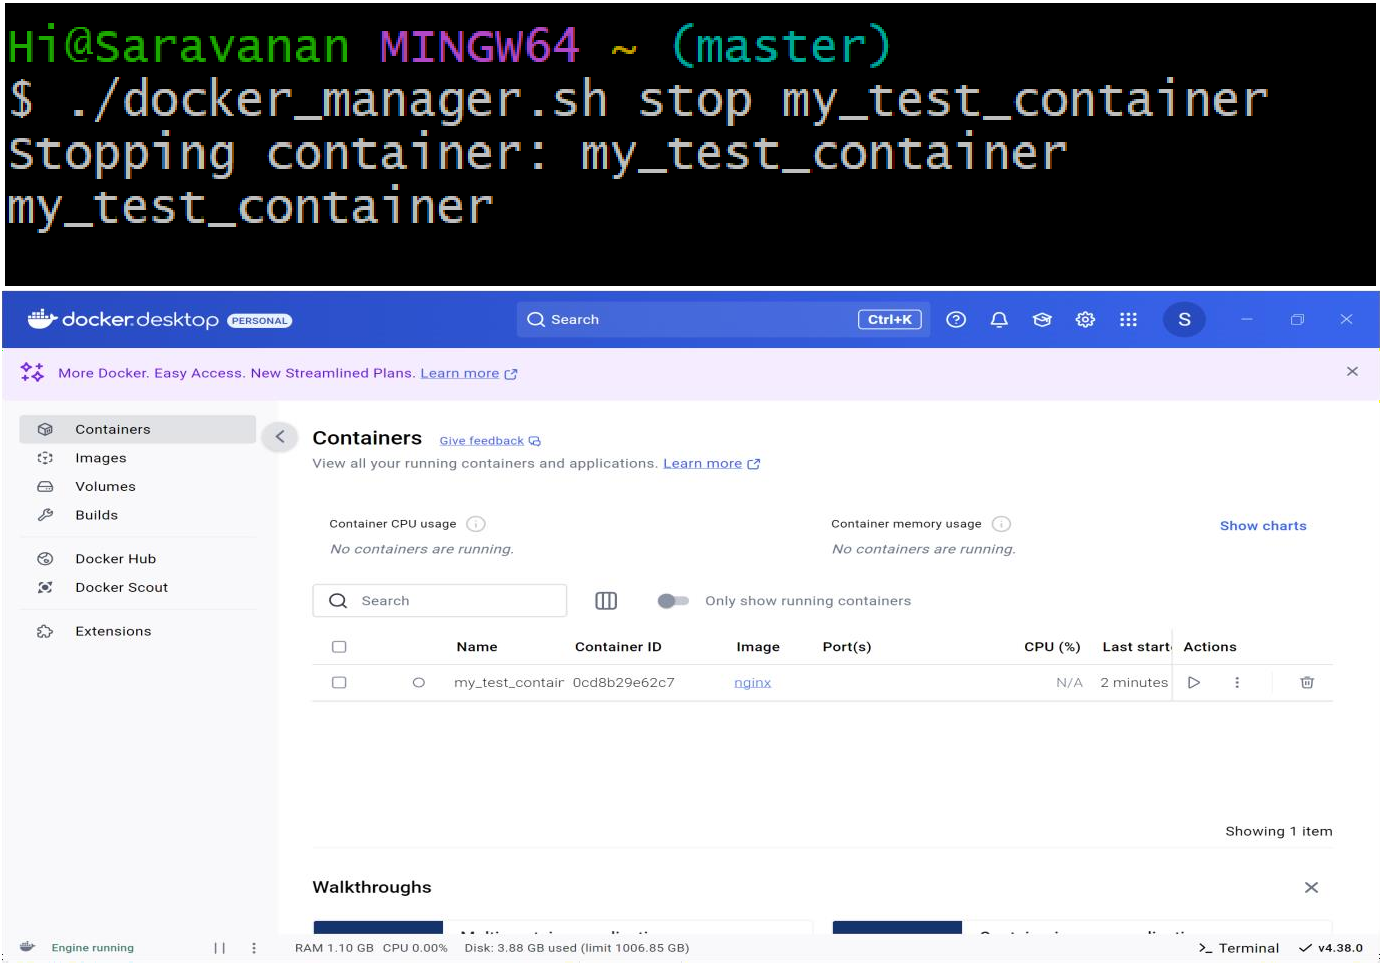 Hi@Saravanan MINGW64 ~ (master)
$ ./docker_manager.sh stop my_test_container
Stopping container: my_test_container
my_test_container
docker.desktop PERSONAL
Search Ctrl+K
S
More Docker. Easy Access. New Streamlined Plans. Learn more
Containers
Images
Volumes
Builds
Docker Hub
Docker Scout
Extensions
Containers Give feedback
View all your running containers and applications. Learn more
Container CPU usage
No containers are running.
Container memory usage
No containers are running.
Show charts
Search
Only show running containers
Name Container ID Image Port(s) CPU (%) Last start Actions
my_test_contair 0cd8b29e62c7 nginx N/A 2 minutes
Showing 1 item
Walkthroughs
Engine running RAM 1.10 GB CPU 0.00% Disk: 3.88 GB used (limit 1006.85 GB) >_ Terminal v4.38.0